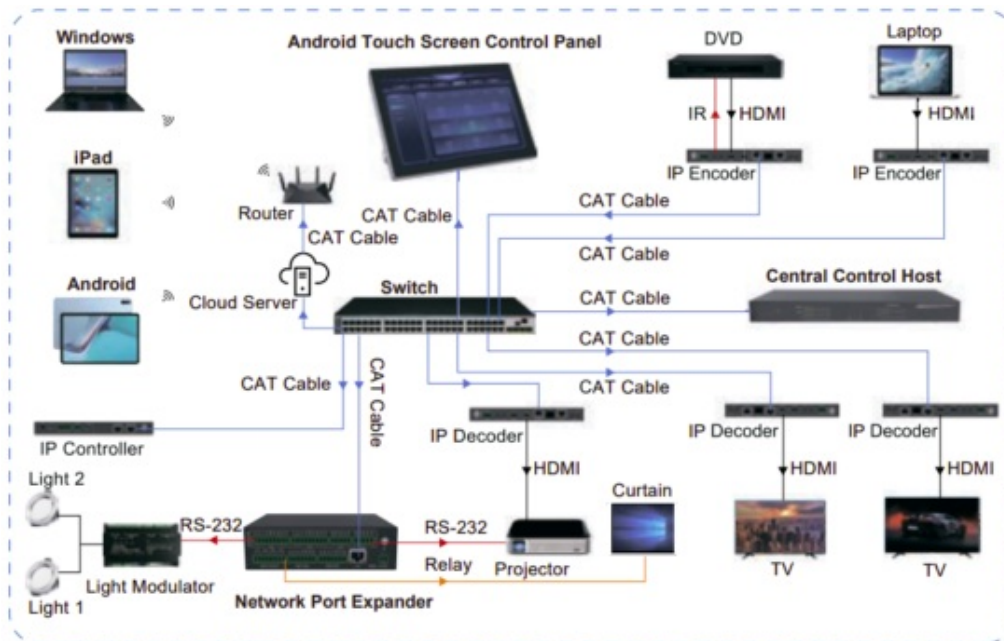 Windows
Android Touch Screen Control Panel
DVD
Laptop
IR
HDMI
HDMI
iPad
IP Encoder
IP Encoder
Router
CAT Cable
CAT Cable
CAT Cable
CAT Cable
Android
Cloud Server
Switch
CAT Cable
Central Control Host
CAT Cable
CAT Cable
CAT Cable
CAT Cable
IP Controller
IP Decoder
IP Decoder
IP Decoder
HDMI
HDMI
HDMI
Light 2
Curtain
RS-232
RS-232
Relay
Projector
TV
TV
Light Modulator
Light 1
Network Port Expander